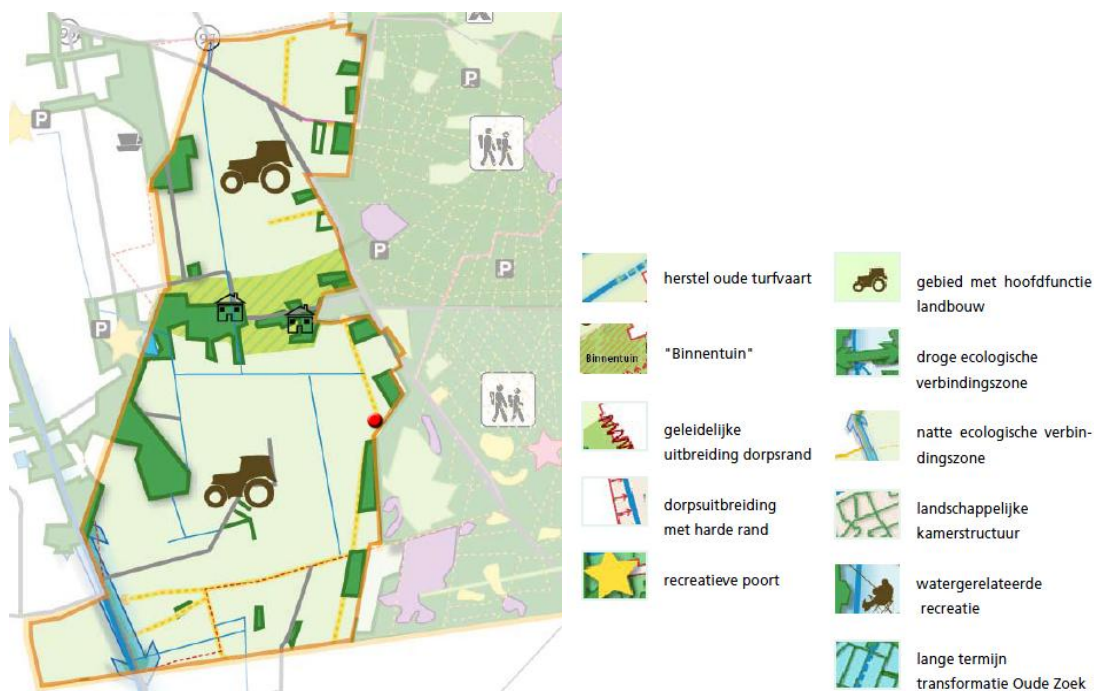 97
P
P
P
P
P
herstel oude turfvaart
Binnentuin
"Binnentuin"
geleidelijke
uitbreiding dorpsrand
dorpsuitbreiding
met harde rand
recreatieve poort
gebied met hoofdfunctie
landbouw
droge ecologische
verbindingszone
natte ecologische verbin-
dingszone
landschappelijke
kamerstructuur
watergerelateerde
recreatie
lange termijn
transformatie Oude Zoek